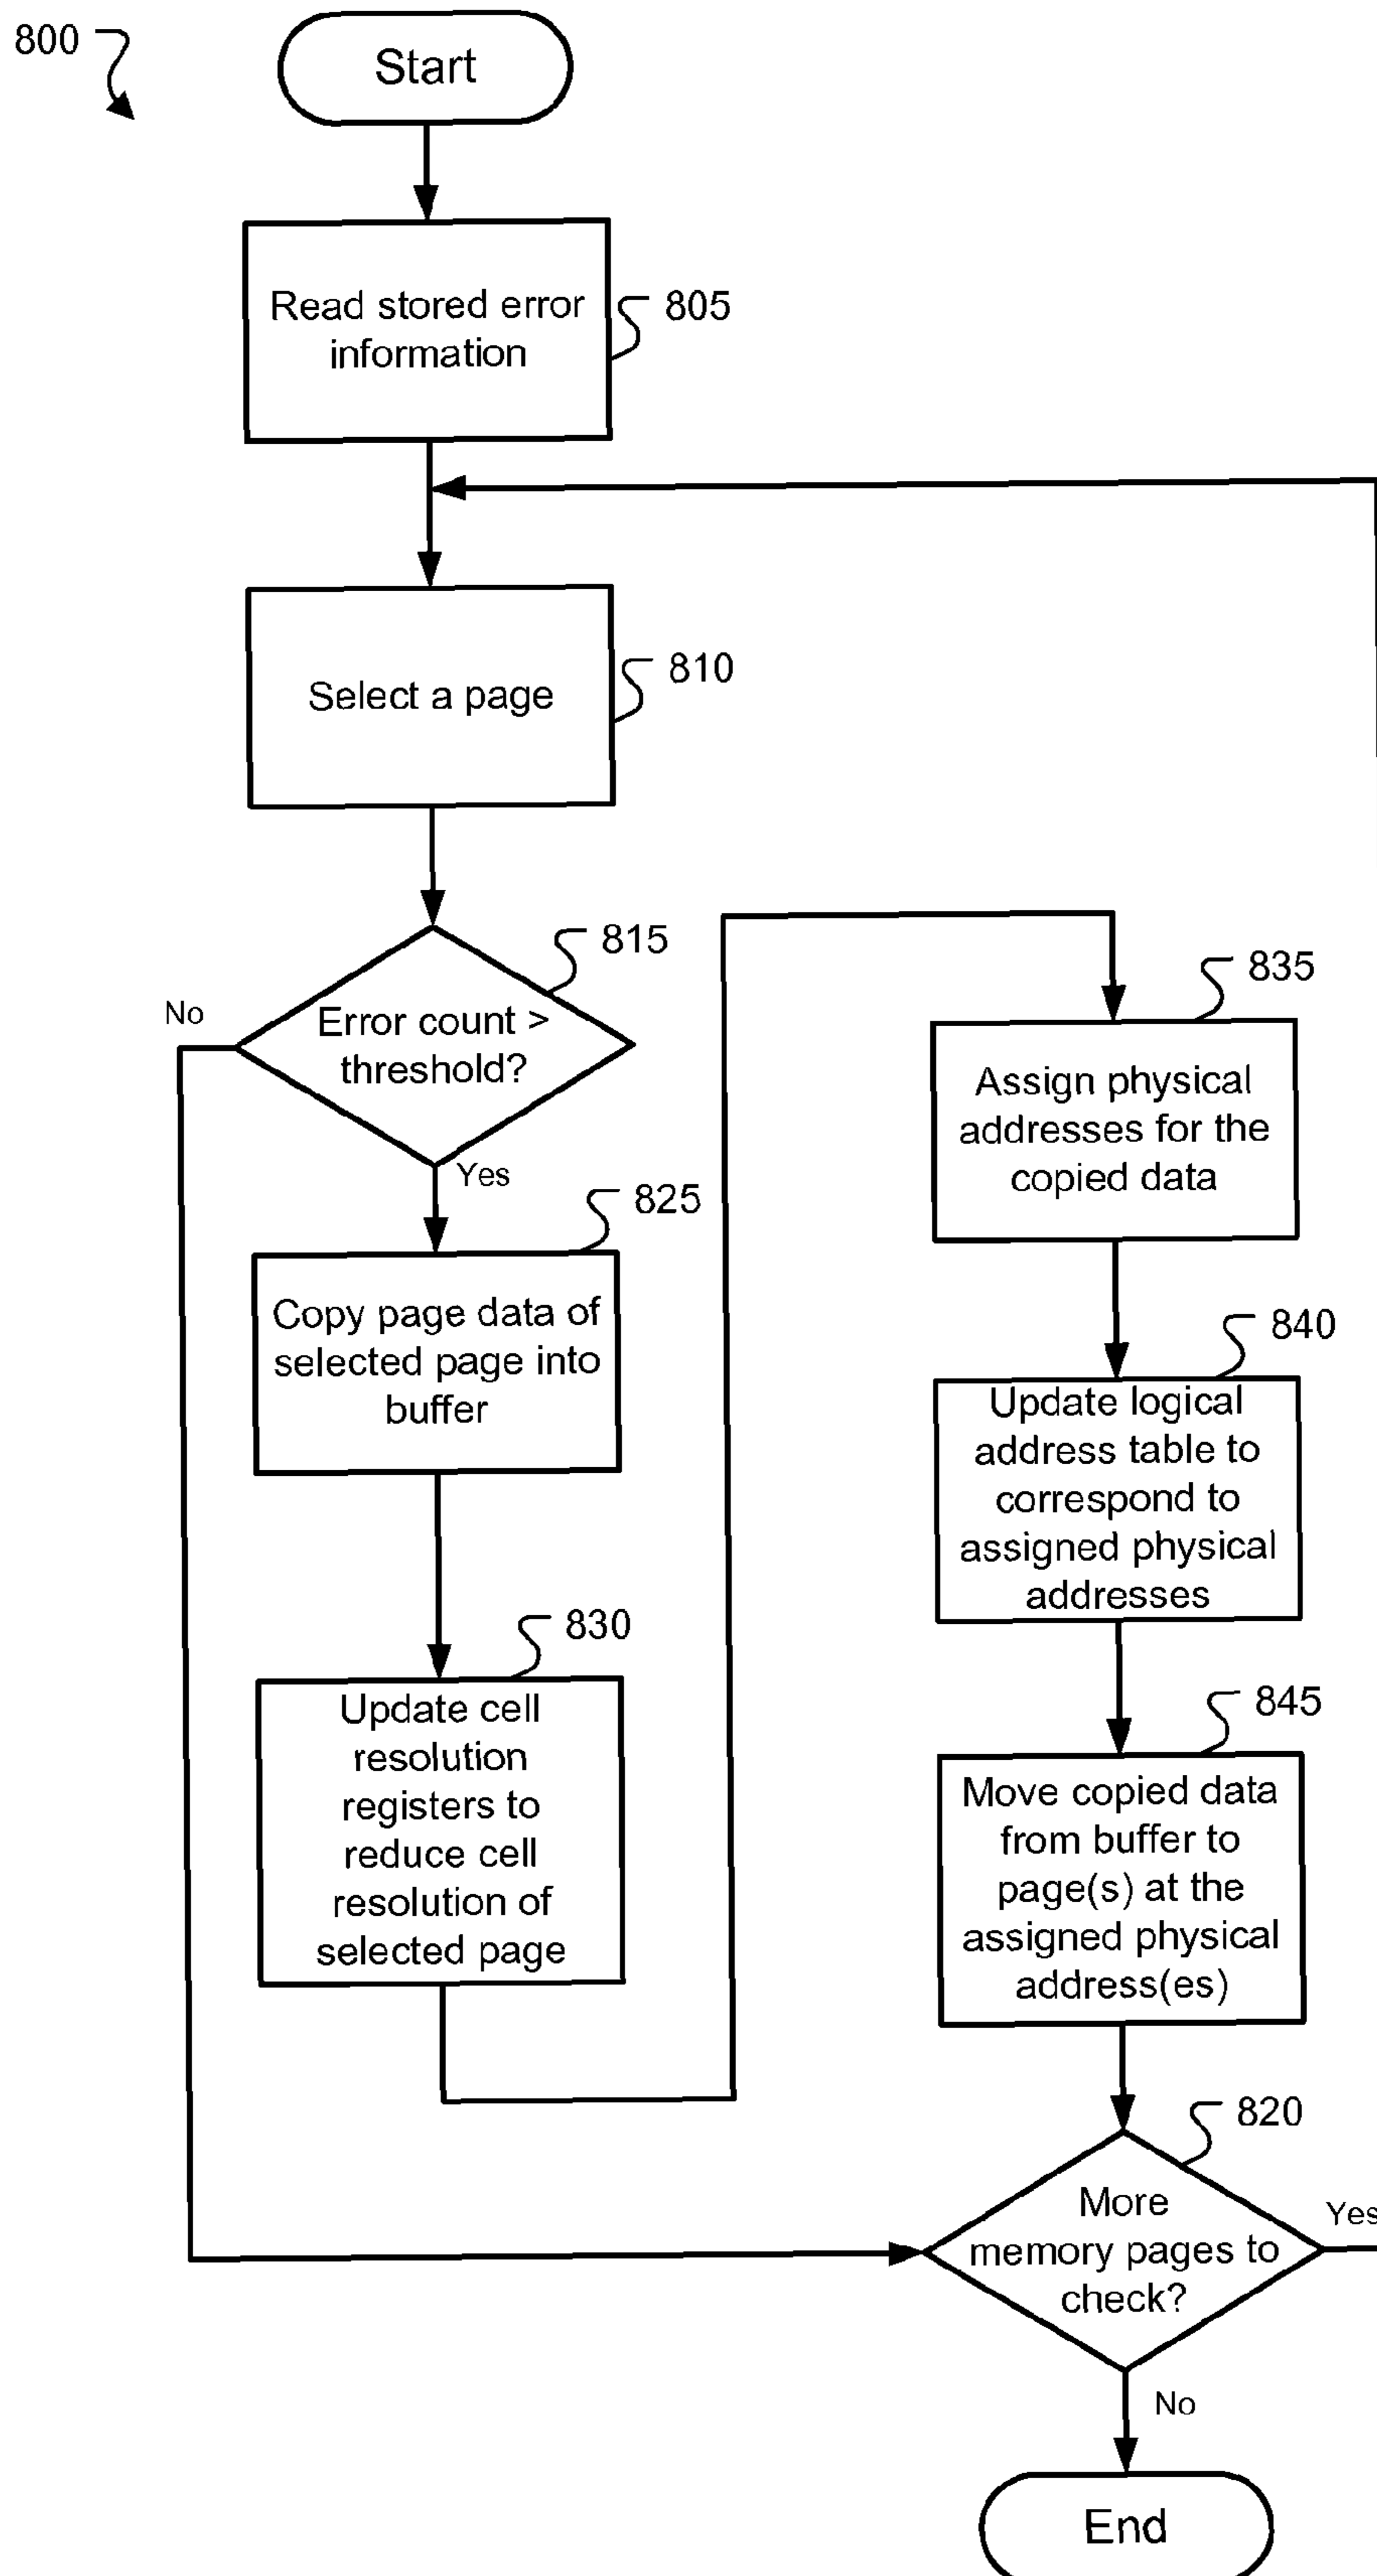 800
Start
Read stored error
information
805
Select a page
810
815
No
Error count >
threshold?
Yes
825
Copy page data of
selected page into
buffer
830
Update cell
resolution
registers to
reduce cell
resolution of
selected page
835
Assign physical
addresses for the
copied data
840
Update logical
address table to
correspond to
assigned physical
addresses
845
Move copied data
from buffer to
page(s) at the
assigned physical
address(es)
820
More
memory pages to
check?
Yes
No
End